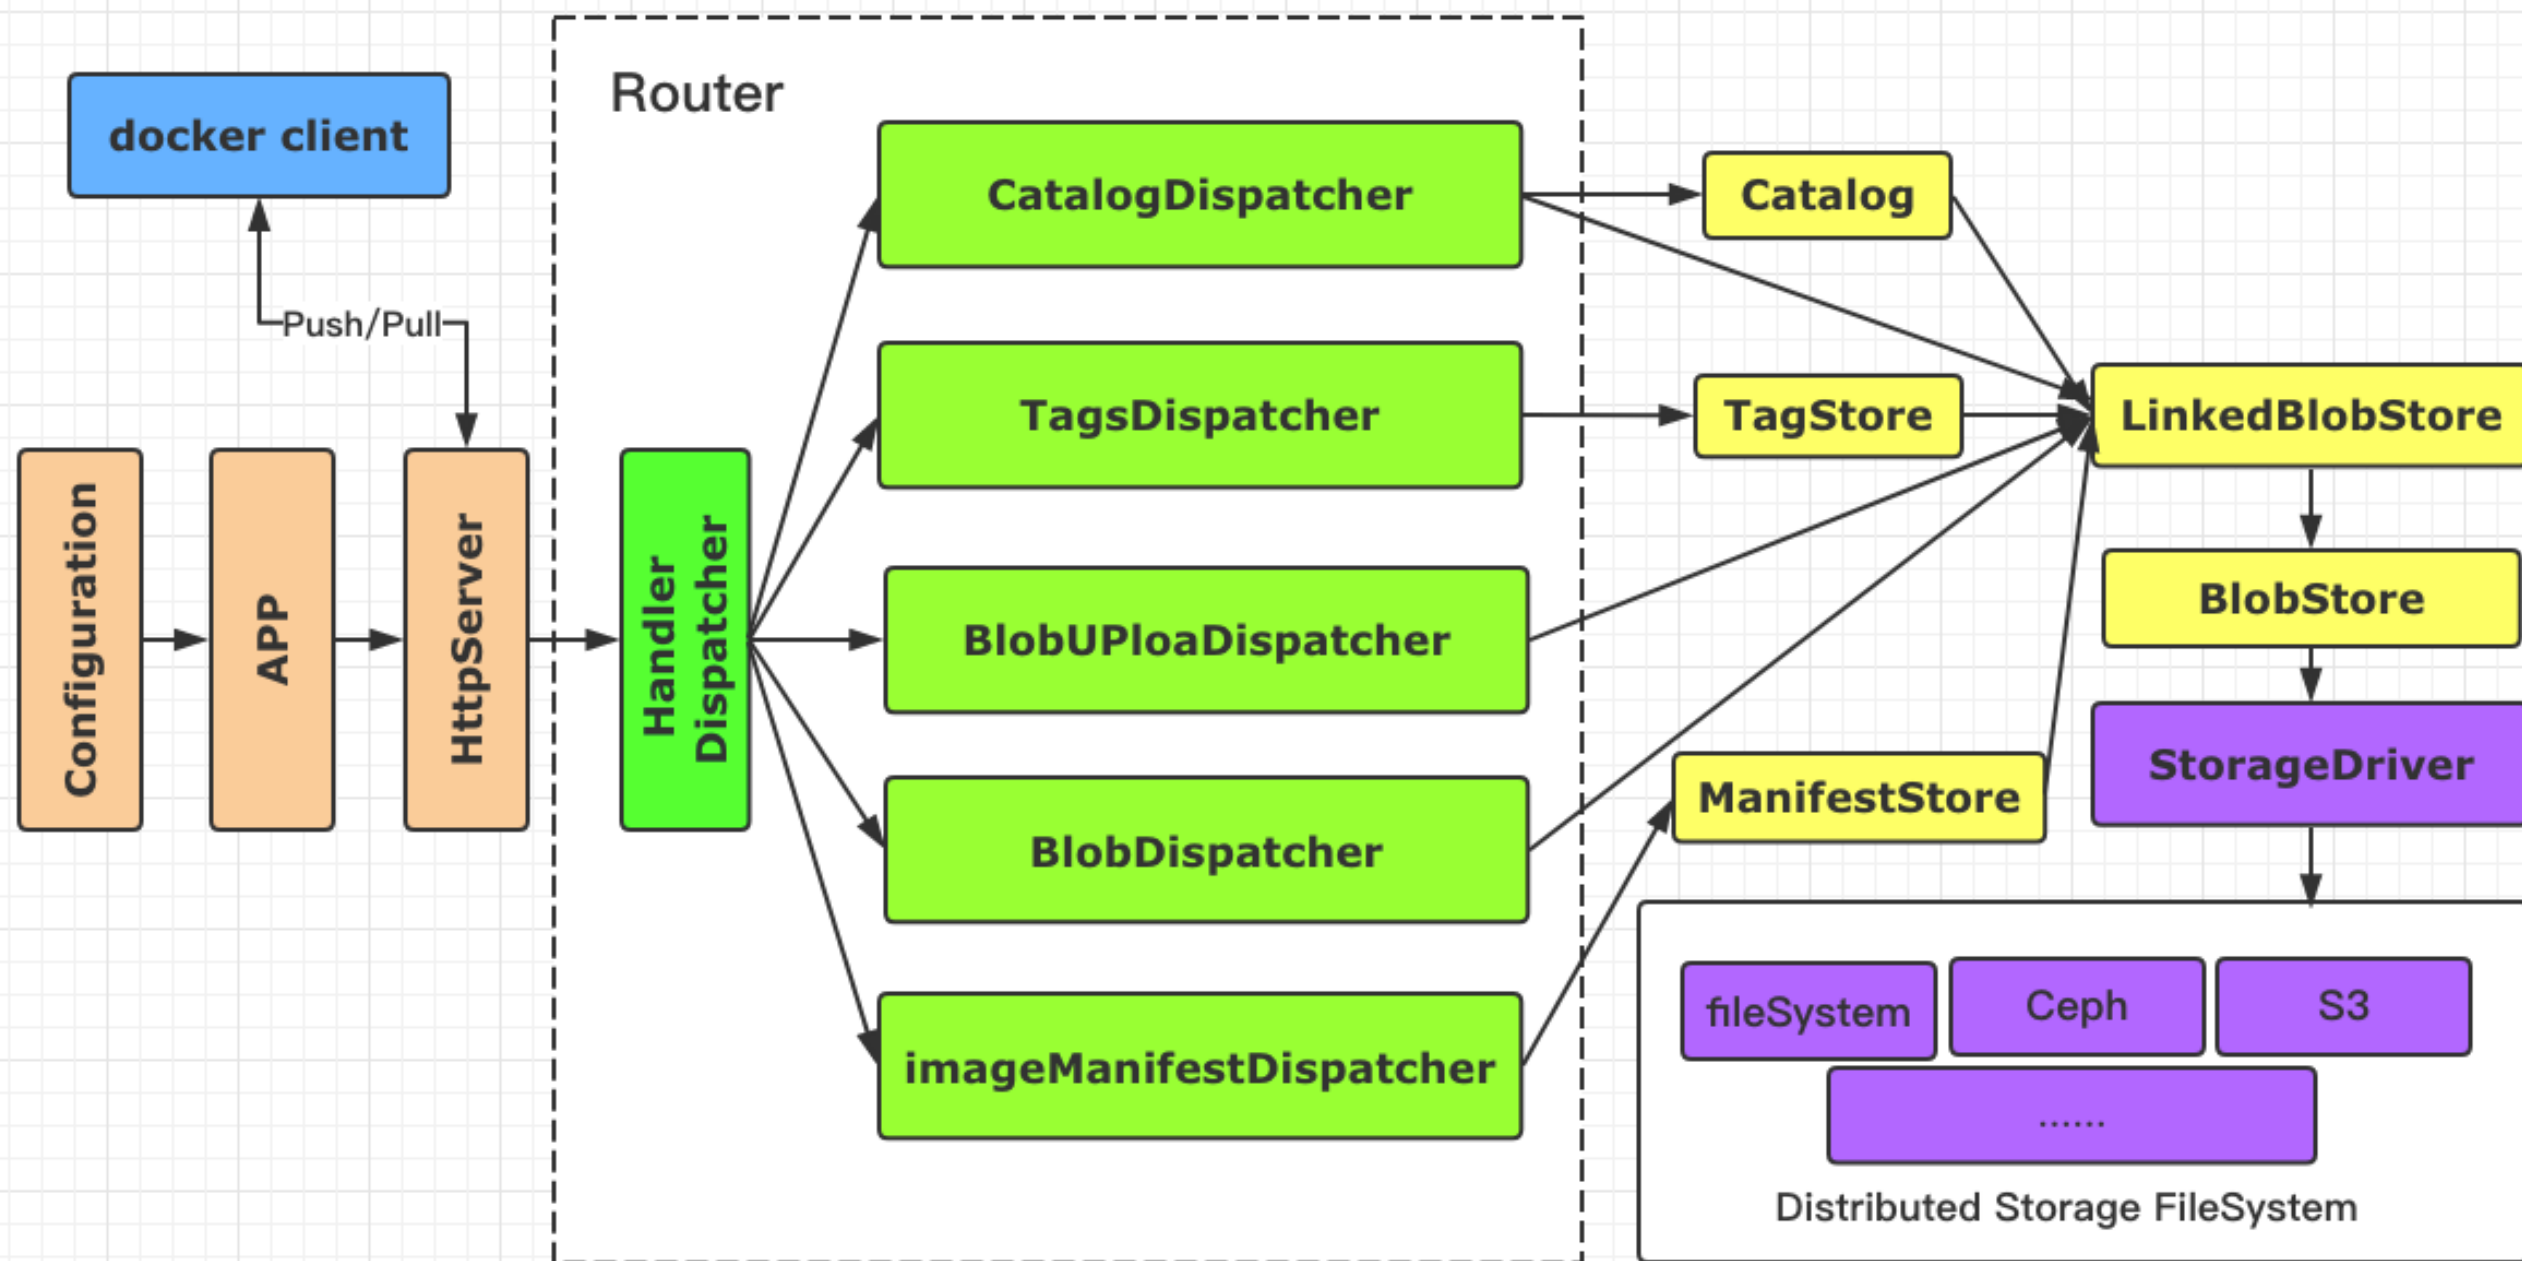 docker client
Push/Pull
Configuration
APP
HttpServer
Router
Handler
Dispatcher
CatalogDispatcher
TagsDispatcher
BlobUPloaDispatcher
BlobDispatcher
imageManifestDispatcher
Catalog
TagStore
ManifestStore
LinkedBlobStore
BlobStore
StorageDriver
fileSystem
Ceph
S3
......
Distributed Storage FileSystem